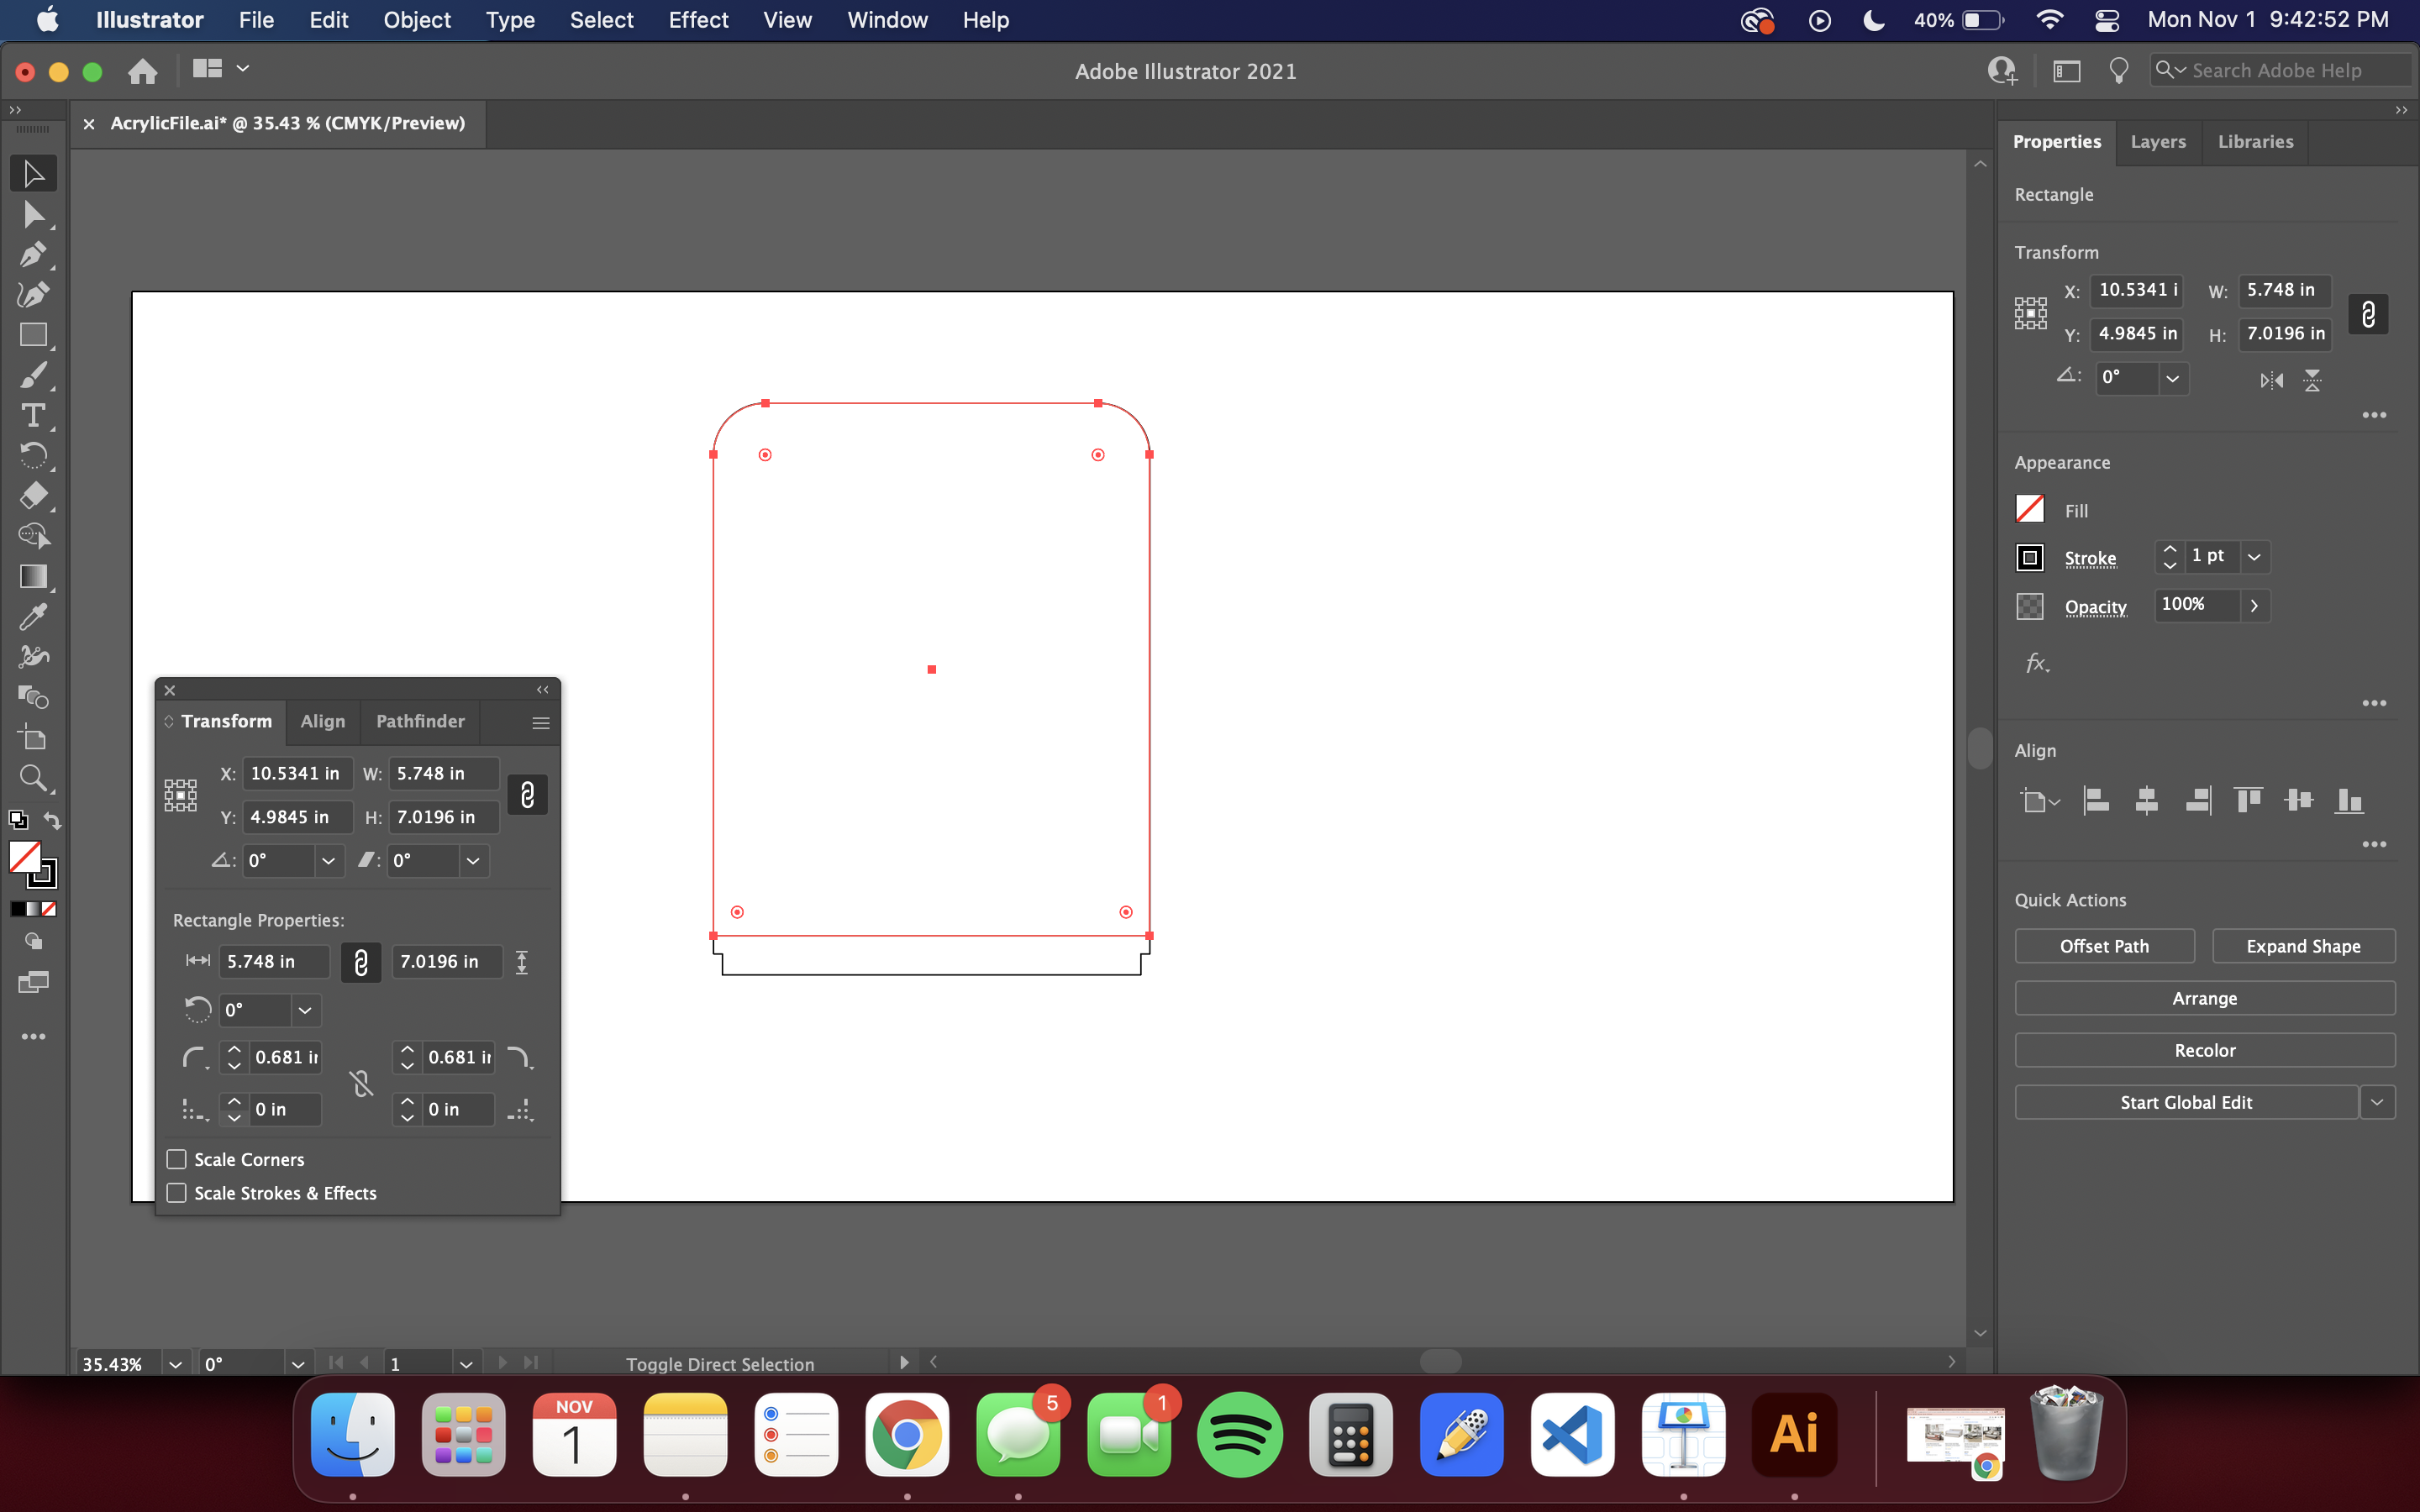 Illustrator File Edit Object Type Select Effect View Window Help 40% Mon Nov 1 9:42:52 PM
Adobe Illustrator 2021
Search Adobe Help
AcrylicFile.ai* @ 35.43 % (CMYK/Preview)
Properties Layers Libraries
Rectangle
Transform
X: 10.5341 i W: 5.748 in
Y: 4.9845 in H: 7.0196 in
0°
Appearance
Fill
Stroke 1 pt
Opacity 100%
fx.
Align
Quick Actions
Offset Path Expand Shape
Arrange
Recolor
Start Global Edit
Transform Align Pathfinder
X: 10.5341 in W: 5.748 in
Y: 4.9845 in H: 7.0196 in
0° 0°
Rectangle Properties:
5.748 in 7.0196 in
0°
0.681 in 0.681 in
0 in 0 in
Scale Corners
Scale Strokes & Effects
35.43% 0° 1 Toggle Direct Selection
NOV
1
5
1
Ai